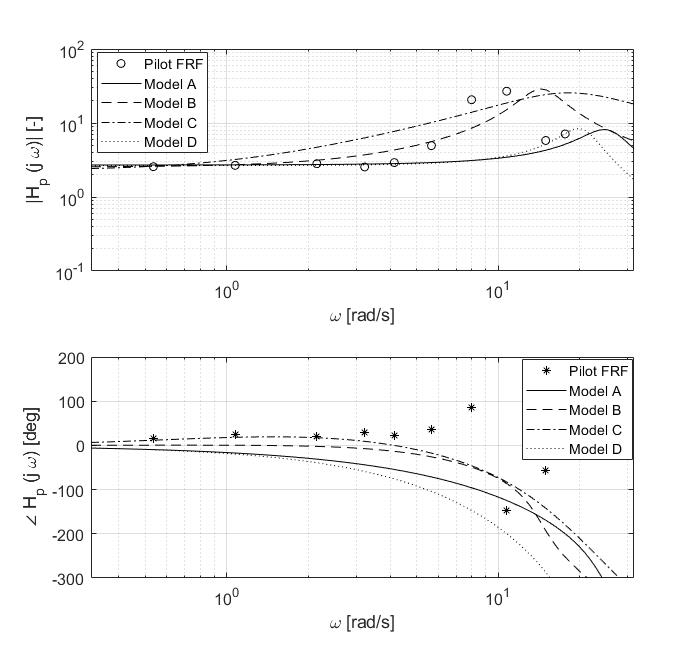 10^2
10^1
10^0
10^-1
|H_p (j ω)| [-]
Pilot FRF
Model A
Model B
Model C
Model D
10^0
10^1
ω [rad/s]
200
100
0
-100
-200
-300
∠ H_p (j ω) [deg]
Pilot FRF
Model A
Model B
Model C
Model D
10^0
10^1
ω [rad/s]